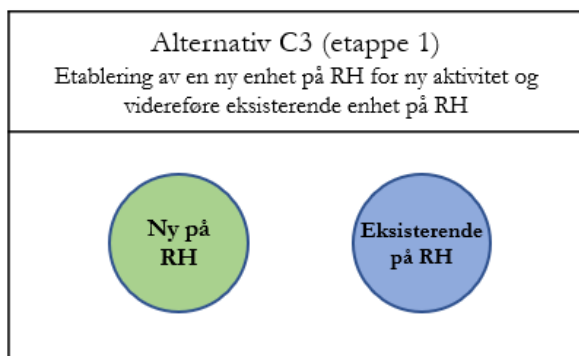 Alternativ C3 (etappe 1)
Etablering av en ny enhet på RH for ny aktivitet og
videreføre eksisterende enhet på RH
Ny på
RH
Eksisterende
på RH